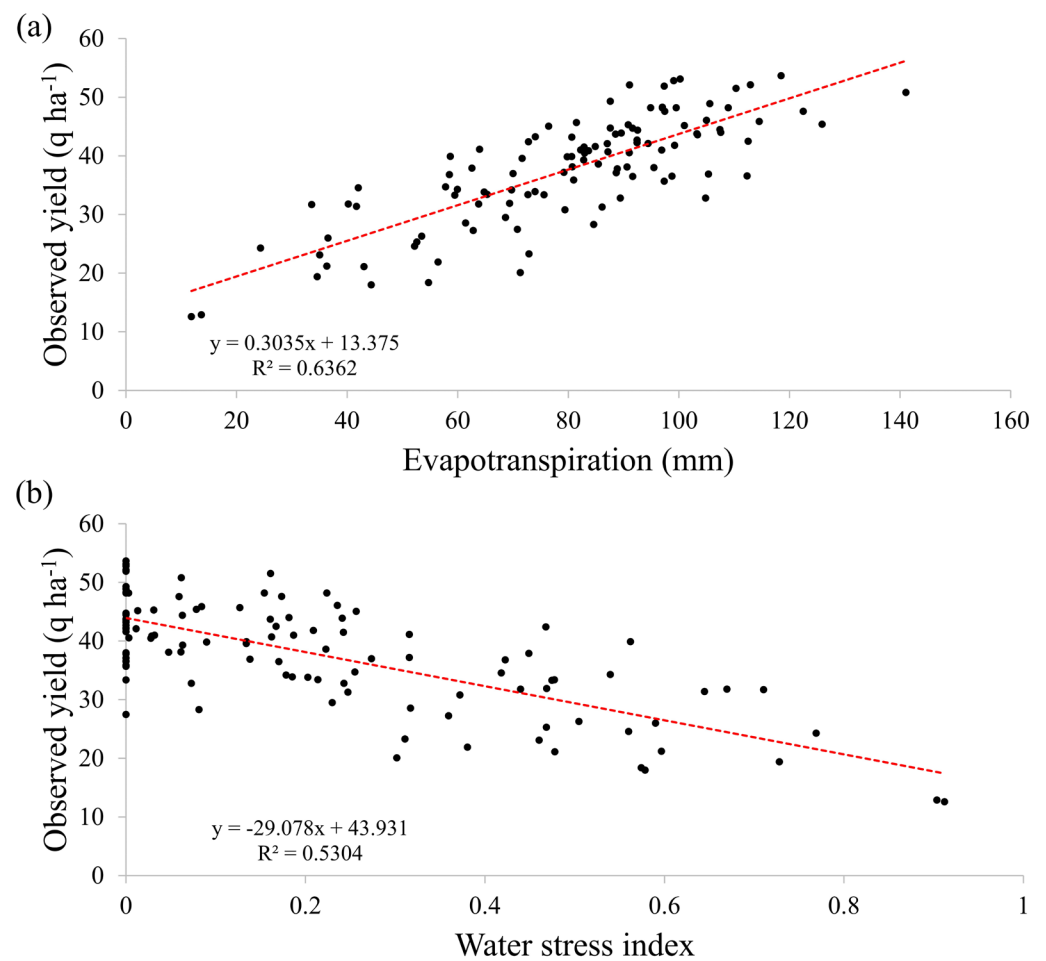 (a)
60
50
40
30
20
10
0
Observed yield (q ha⁻¹)
y = 0.3035x + 13.375
R² = 0.6362
0 20 40 60 80 100 120 140 160
Evapotranspiration (mm)
(b)
60
50
40
30
20
10
0
Observed yield (q ha⁻¹)
y = -29.078x + 43.931
R² = 0.5304
0 0.2 0.4 0.6 0.8 1
Water stress index